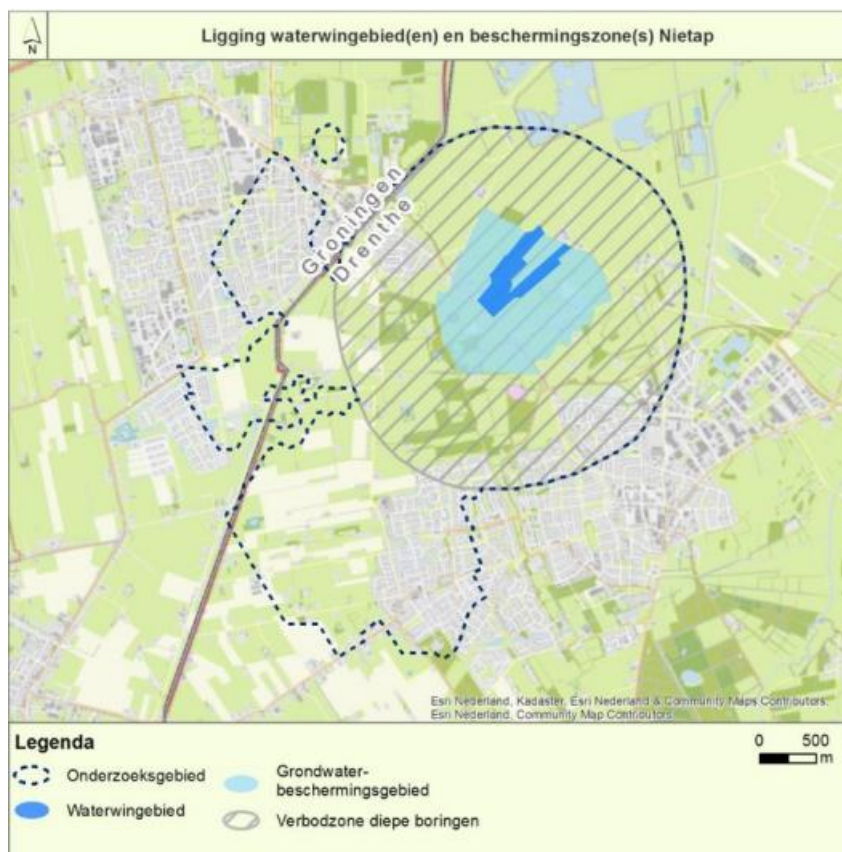 N
Ligging waterwingebied(en) en beschermingszone(s) Nietap
Groningen
Drenthe
Esri Nederland, Kadaster, Esri Nederland & Community Maps Contributors,
Esri Nederland, Community Map Contributors
Legenda
Onderzoeksgebied
Waterwingebied
Grondwater-
beschermingsgebied
Verbodzone diepe boringen
0 500
m